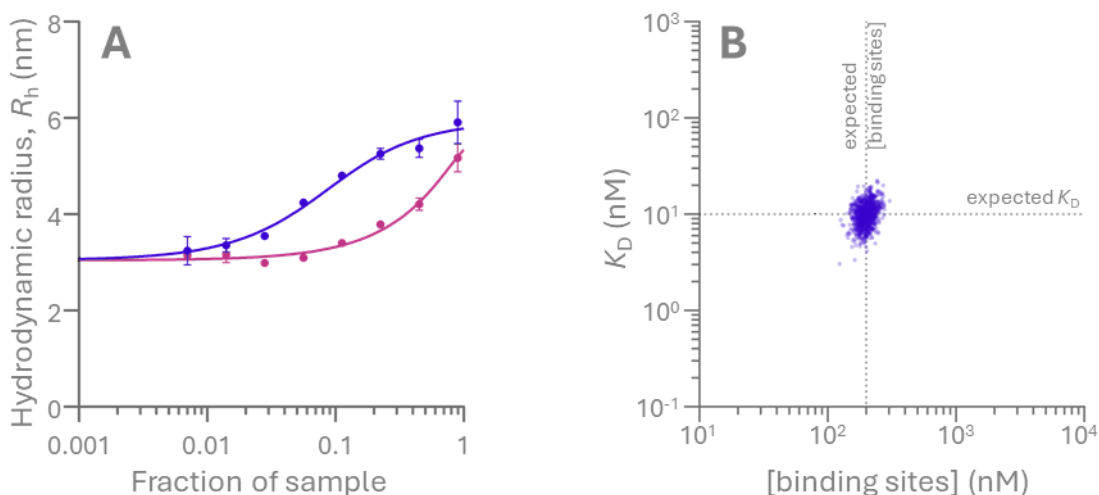 A
Hydrodynamic radius, Rh (nm)
8
6
4
2
0
0.001
0.01
0.1
1
Fraction of sample
B
KD (nM)
10³
10²
10¹
10⁰
10⁻¹
expected
[binding sites]
expected KD
10¹
10²
10³
10⁴
[binding sites] (nM)